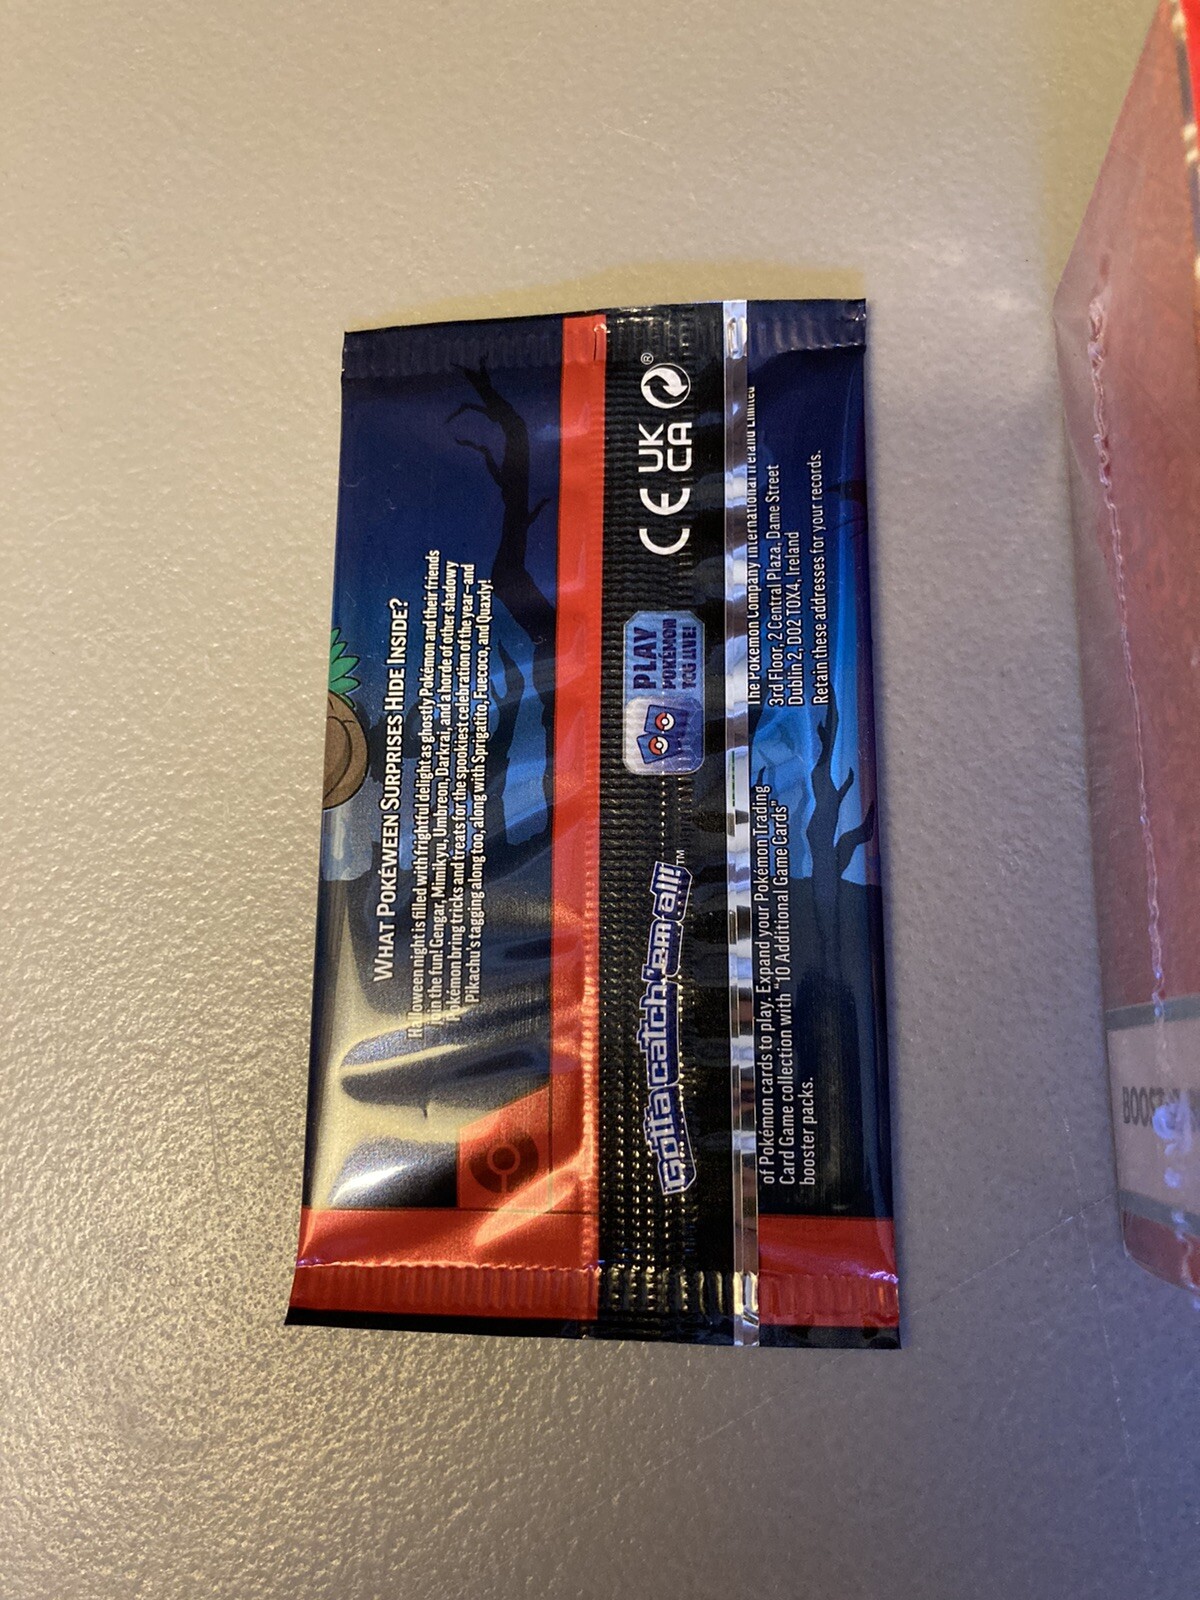 WHAT POKÉWEEN SURPRISES HIDE INSIDE?
Halloween night is filled with frightful delight as ghostly Pokémon and their friends
join the fun! Gengar, Mimikyu, Umbreon, Darkrai, and a horde of other shadowy
Pokémon bring tricks and treats for the spookiest celebration of the year—and
Pikachu's tagging along too, along with Sprigatito, Fuecoco, and Quaxly!
Gotta catch 'em all!™
PLAY
POKÉMON
TCG LIVE!
CE
UK
CA
®
of Pokémon cards to play. Expand your Pokémon Trading
Card Game collection with "10 Additional Game Cards"
booster packs.
The Pokémon Company International Ireland Limited
3rd Floor, 2 Central Plaza, Dame Street
Dublin 2, D02 T0X4, Ireland
Retain these addresses for your records.